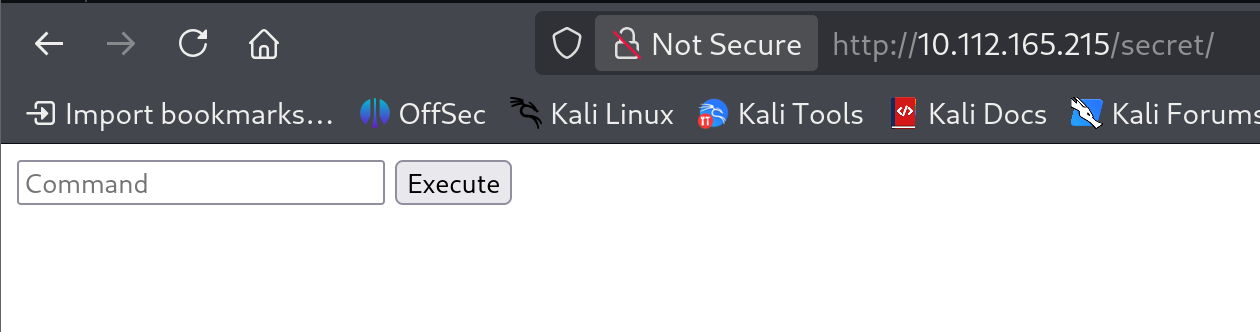 Not Secure http://10.112.165.215/secret/
Import bookmarks... OffSec Kali Linux Kali Tools Kali Docs Kali Forums
Command Execute